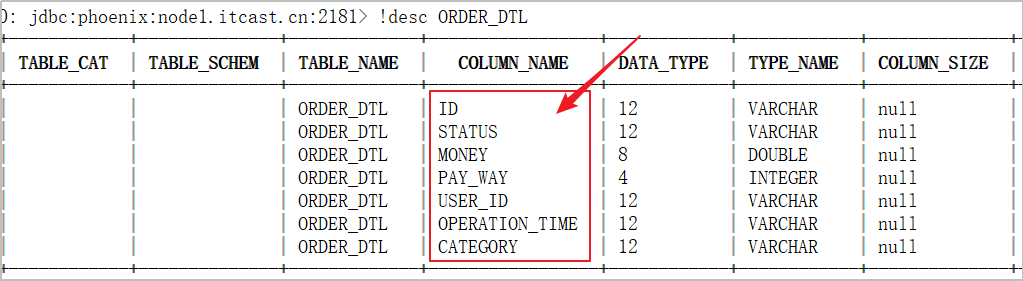 0: jdbc:phoenix:node1.itcast.cn:2181> !desc ORDER_DTL
TABLE_CAT TABLE_SCHEM TABLE_NAME COLUMN_NAME DATA_TYPE TYPE_NAME COLUMN_SIZE
ORDER_DTL ID 12 VARCHAR null
ORDER_DTL STATUS 12 VARCHAR null
ORDER_DTL MONEY 8 DOUBLE null
ORDER_DTL PAY_WAY 4 INTEGER null
ORDER_DTL USER_ID 12 VARCHAR null
ORDER_DTL OPERATION_TIME 12 VARCHAR null
ORDER_DTL CATEGORY 12 VARCHAR null